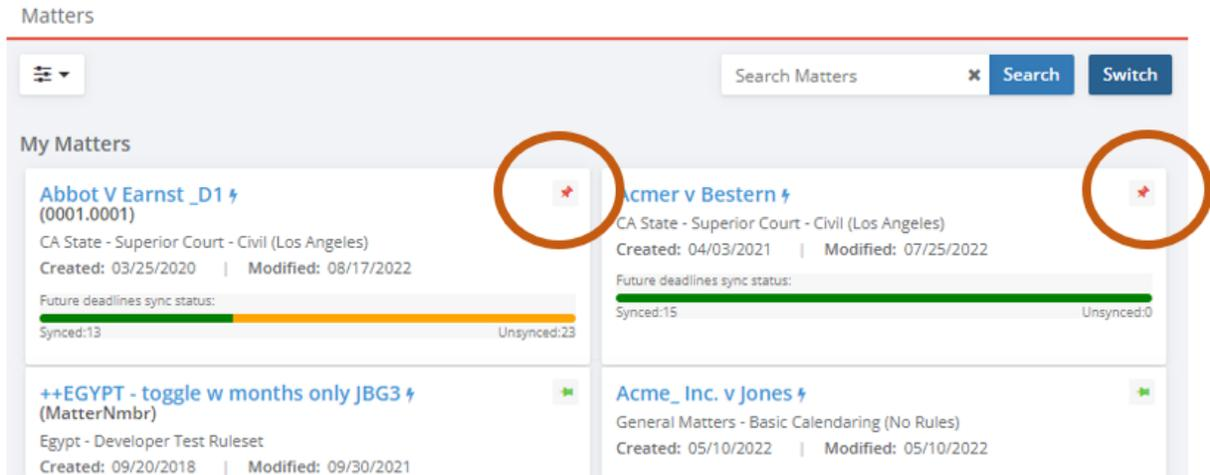 Matters
Search Matters
Search
Switch
My Matters
Abbot V Earnst _D1
(0001.0001)
CA State - Superior Court - Civil (Los Angeles)
Created: 03/25/2020 | Modified: 08/17/2022
Future deadlines sync status:
Synced:13 Unsynced:23
Acmer v Bestern
CA State - Superior Court - Civil (Los Angeles)
Created: 04/03/2021 | Modified: 07/25/2022
Future deadlines sync status:
Synced:15 Unsynced:0
++EGYPT - toggle w months only JBG3
(MatterNmbr)
Egypt - Developer Test Ruleset
Created: 09/20/2018 | Modified: 09/30/2021
Acme_ Inc. v Jones
General Matters - Basic Calendaring (No Rules)
Created: 05/10/2022 | Modified: 05/10/2022